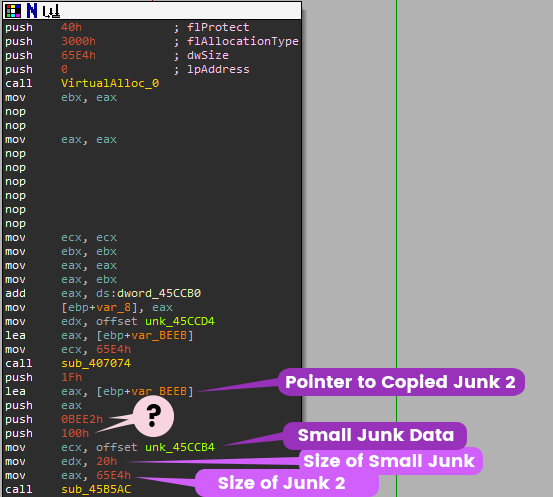 push 40h ; flProtect
push 3000h ; flAllocationType
push 65E4h ; dwSize
push 0 ; lpAddress
call VirtualAlloc_0
mov ebx, eax
nop
nop
mov eax, eax
nop
nop
nop
nop
nop
nop
mov ecx, ecx
mov ebx, ebx
mov eax, eax
mov eax, ebx
add eax, ds:dword_45CCB0
mov [ebp+var_8], eax
mov edx, offset unk_45CCD4
lea eax, [ebp+var_BEEB]
mov ecx, 65E4h
call sub_407074
push 1Fh
lea eax, [ebp+var_BEEB] Pointer to Copied Junk 2
push eax
push 0BEE2h ?
push 100h
mov ecx, offset unk_45CCB4 Small Junk Data
mov edx, 20h Size of Small Junk
mov eax, 65E4h Size of Junk 2
call sub_45B5AC